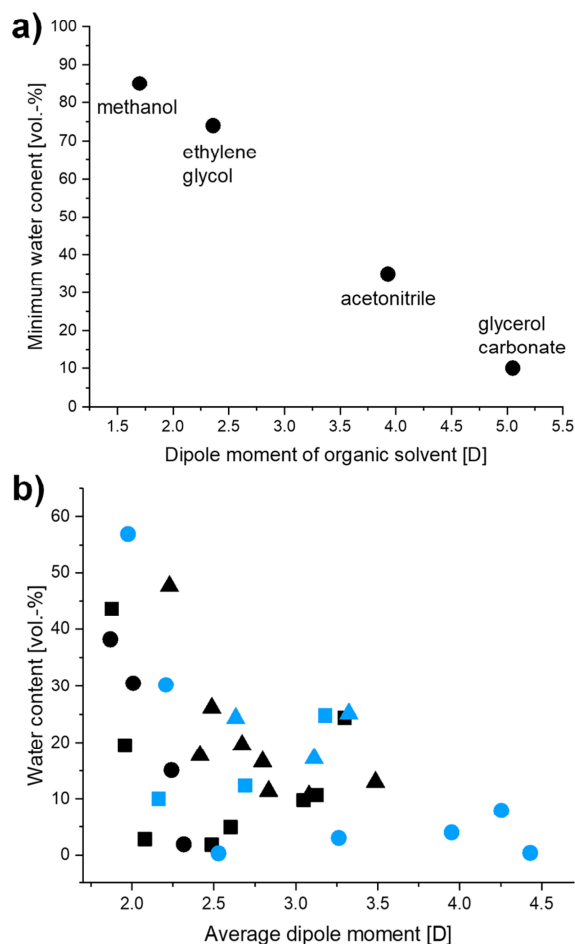 a)
100
90
80
70
60
50
40
30
20
10
0
Minimum water conent [vol.-%]
methanol
ethylene
glycol
acetonitrile
glycerol
carbonate
1.5 2.0 2.5 3.0 3.5 4.0 4.5 5.0 5.5
Dipole moment of organic solvent [D]
b)
60
50
40
30
20
10
0
Water content [vol.-%]
2.0 2.5 3.0 3.5 4.0 4.5
Average dipole moment [D]